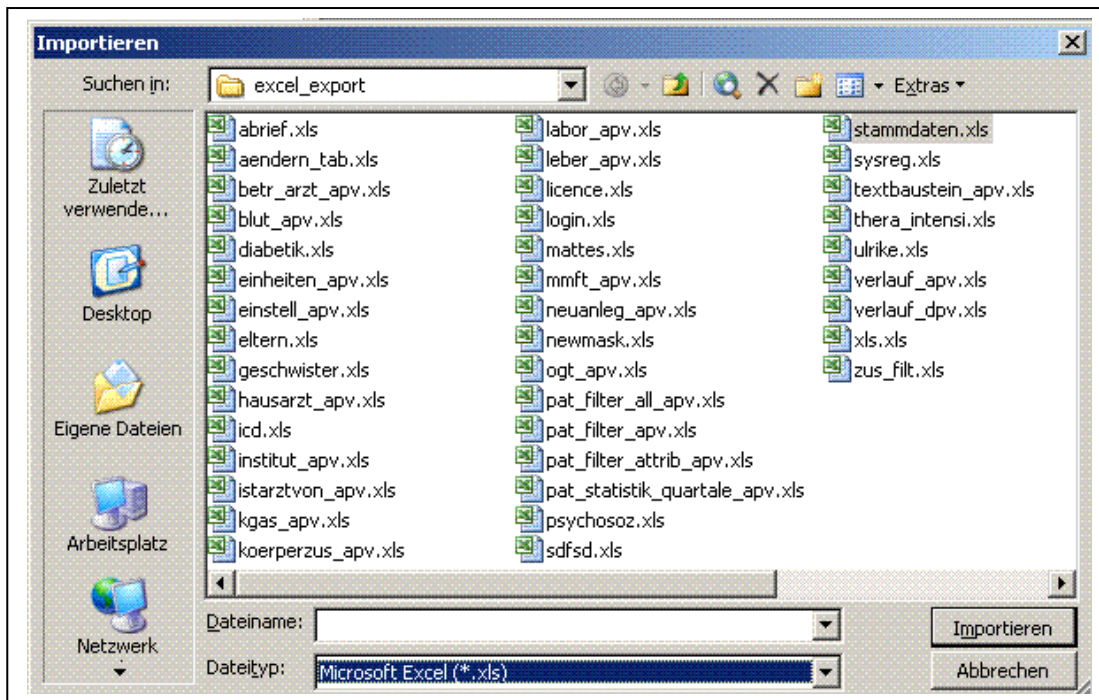 Importieren
Suchen in:
excel_export
Extras
Zuletzt
verwende...
Desktop
Eigene Dateien
Arbeitsplatz
Netzwerk
abrief.xls
aendern_tab.xls
betr_arzt_apv.xls
blut_apv.xls
diabetik.xls
einheiten_apv.xls
einstell_apv.xls
eltern.xls
geschwister.xls
hausarzt_apv.xls
icd.xls
institut_apv.xls
istarztvon_apv.xls
kgas_apv.xls
koerperzus_apv.xls
labor_apv.xls
leber_apv.xls
licence.xls
login.xls
mattes.xls
mmft_apv.xls
neuanleg_apv.xls
newmask.xls
ogt_apv.xls
pat_filter_all_apv.xls
pat_filter_apv.xls
pat_filter_attrib_apv.xls
pat_statistik_quartale_apv.xls
psychosoz.xls
sdfsd.xls
stammdaten.xls
sysreg.xls
textbaustein_apv.xls
thera_intensi.xls
ulrike.xls
verlauf_apv.xls
verlauf_dpv.xls
xls.xls
zus_filt.xls
Dateiname:
Importieren
Dateityp:
Microsoft Excel (*.xls)
Abbrechen